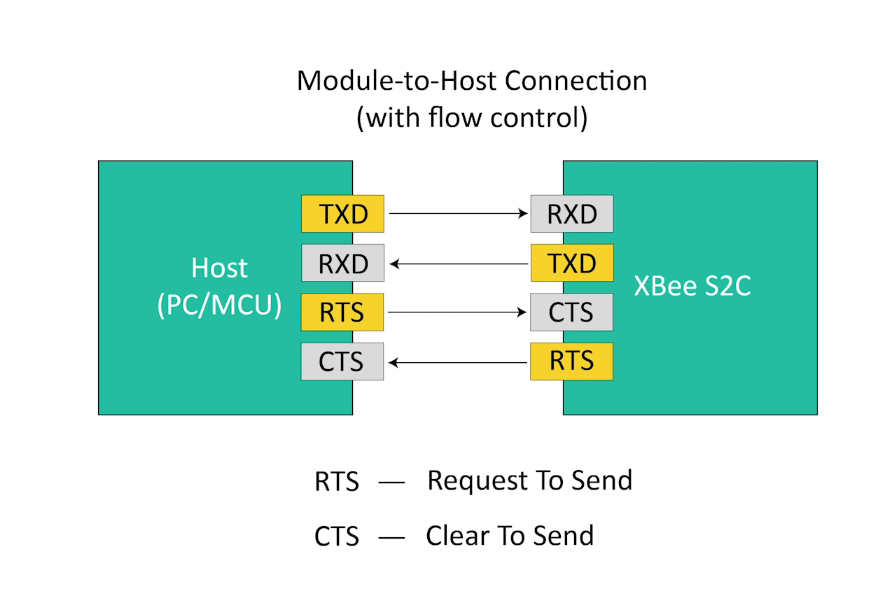 Module-to-Host Connection
(with flow control)
TXD
RXD
RXD
TXD
Host
(PC/MCU)
XBee S2C
RTS
CTS
CTS
RTS
RTS — Request To Send
CTS — Clear To Send